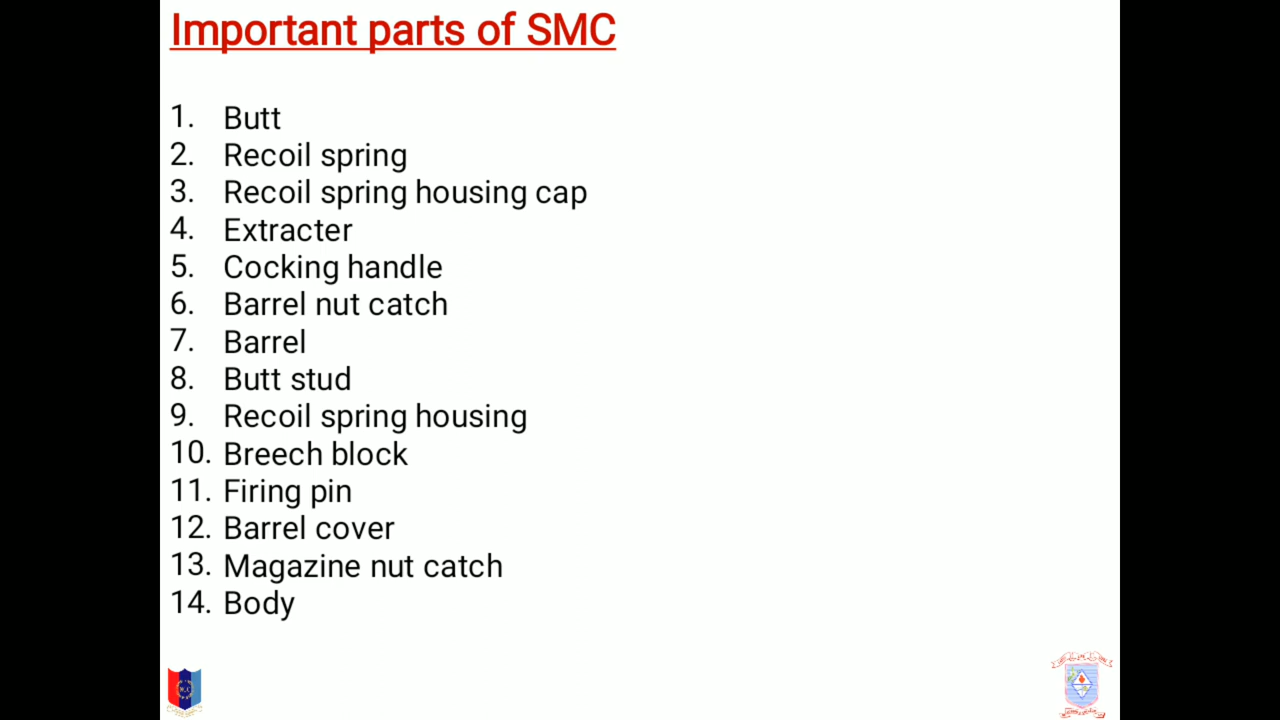 Important parts of SMC
1. Butt
2. Recoil spring
3. Recoil spring housing cap
4. Extracter
5. Cocking handle
6. Barrel nut catch
7. Barrel
8. Butt stud
9. Recoil spring housing
10. Breech block
11. Firing pin
12. Barrel cover
13. Magazine nut catch
14. Body